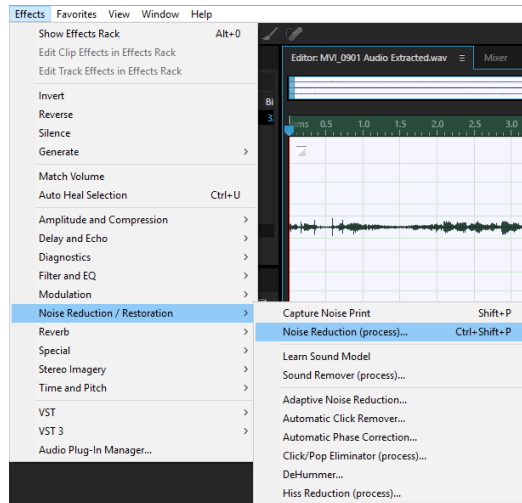 Effects Favorites View Window Help
Show Effects Rack Alt+0
Edit Clip Effects in Effects Rack
Edit Track Effects in Effects Rack
Invert
Reverse
Silence
Generate
Match Volume
Auto Heal Selection Ctrl+U
Amplitude and Compression
Delay and Echo
Diagnostics
Filter and EQ
Modulation
Noise Reduction / Restoration
Reverb
Special
Stereo Imagery
Time and Pitch
VST
VST 3
Audio Plug-In Manager...
Editor: MVI_0901 Audio Extracted.wav Mixer
Bi
3
hms 0.5 1.0 1.5 2.0 2.5 3.0
Capture Noise Print Shift+P
Noise Reduction (process)... Ctrl+Shift+P
Learn Sound Model
Sound Remover (process)...
Adaptive Noise Reduction...
Automatic Click Remover...
Automatic Phase Correction...
Click/Pop Eliminator (process)...
DeHummer...
Hiss Reduction (process)...